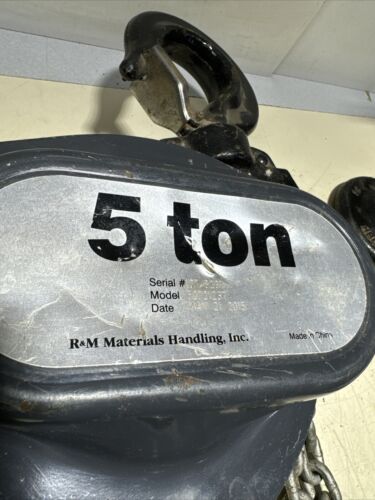 5 ton
Serial #
Model
Date
R&M Materials Handling, Inc.
Made in China